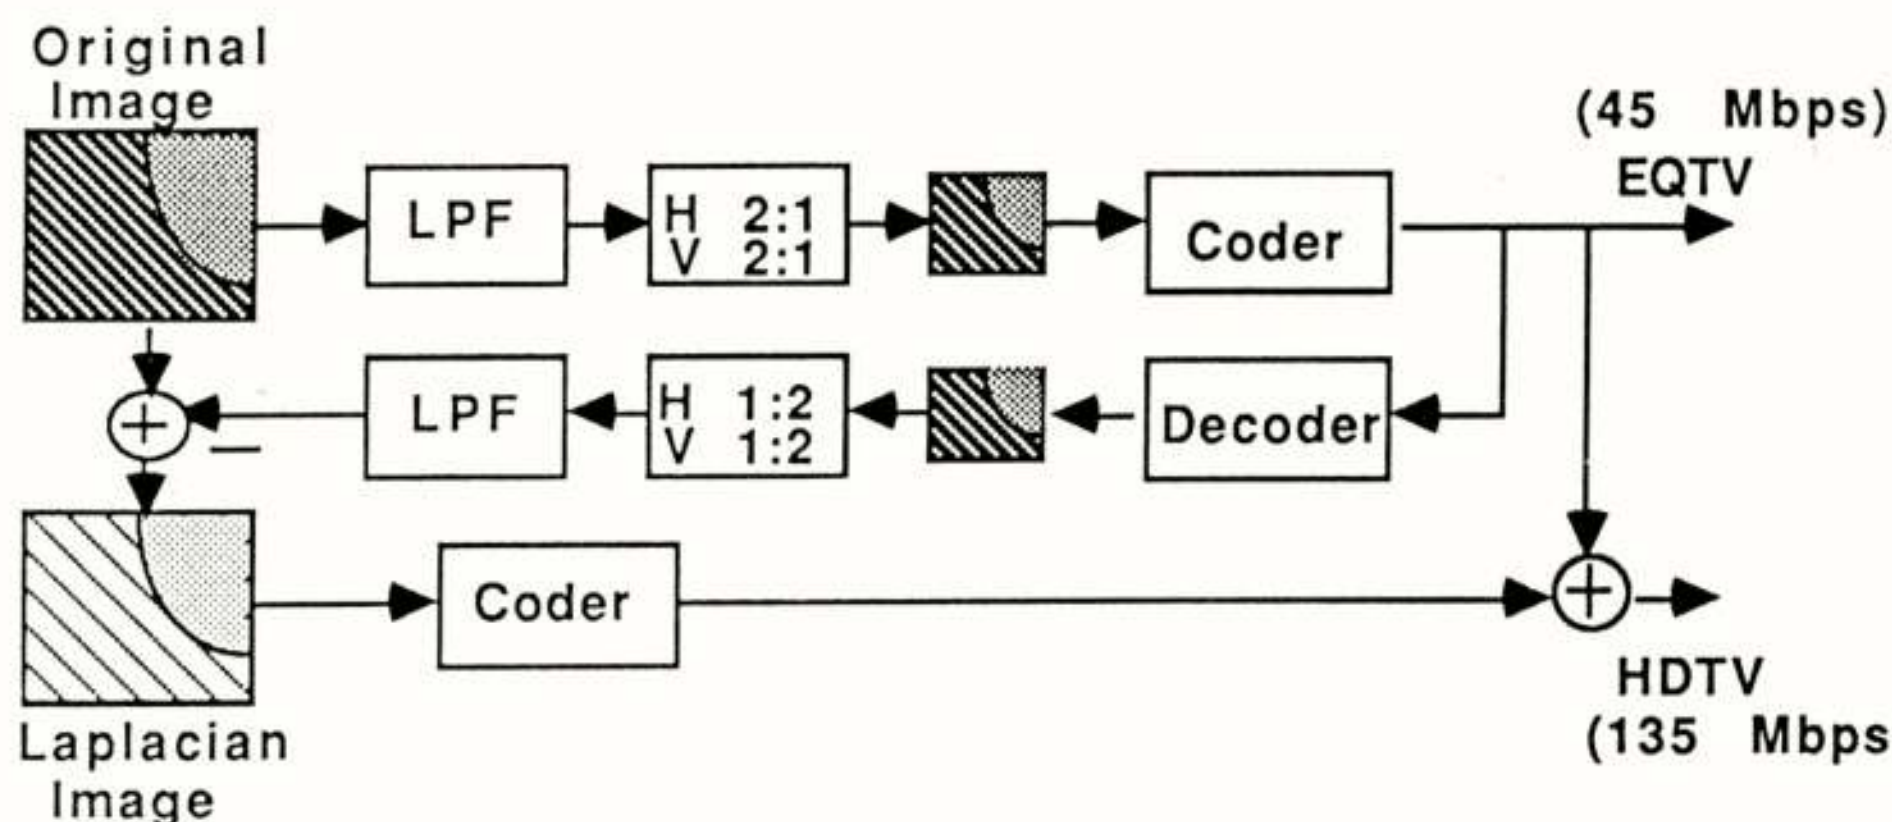 Original
Image
(45 Mbps)
EQTV
LPF
H 2:1
V 2:1
Coder
LPF
H 1:2
V 1:2
Decoder
+
−
Coder
+
HDTV
(135 Mbps
Laplacian
Image